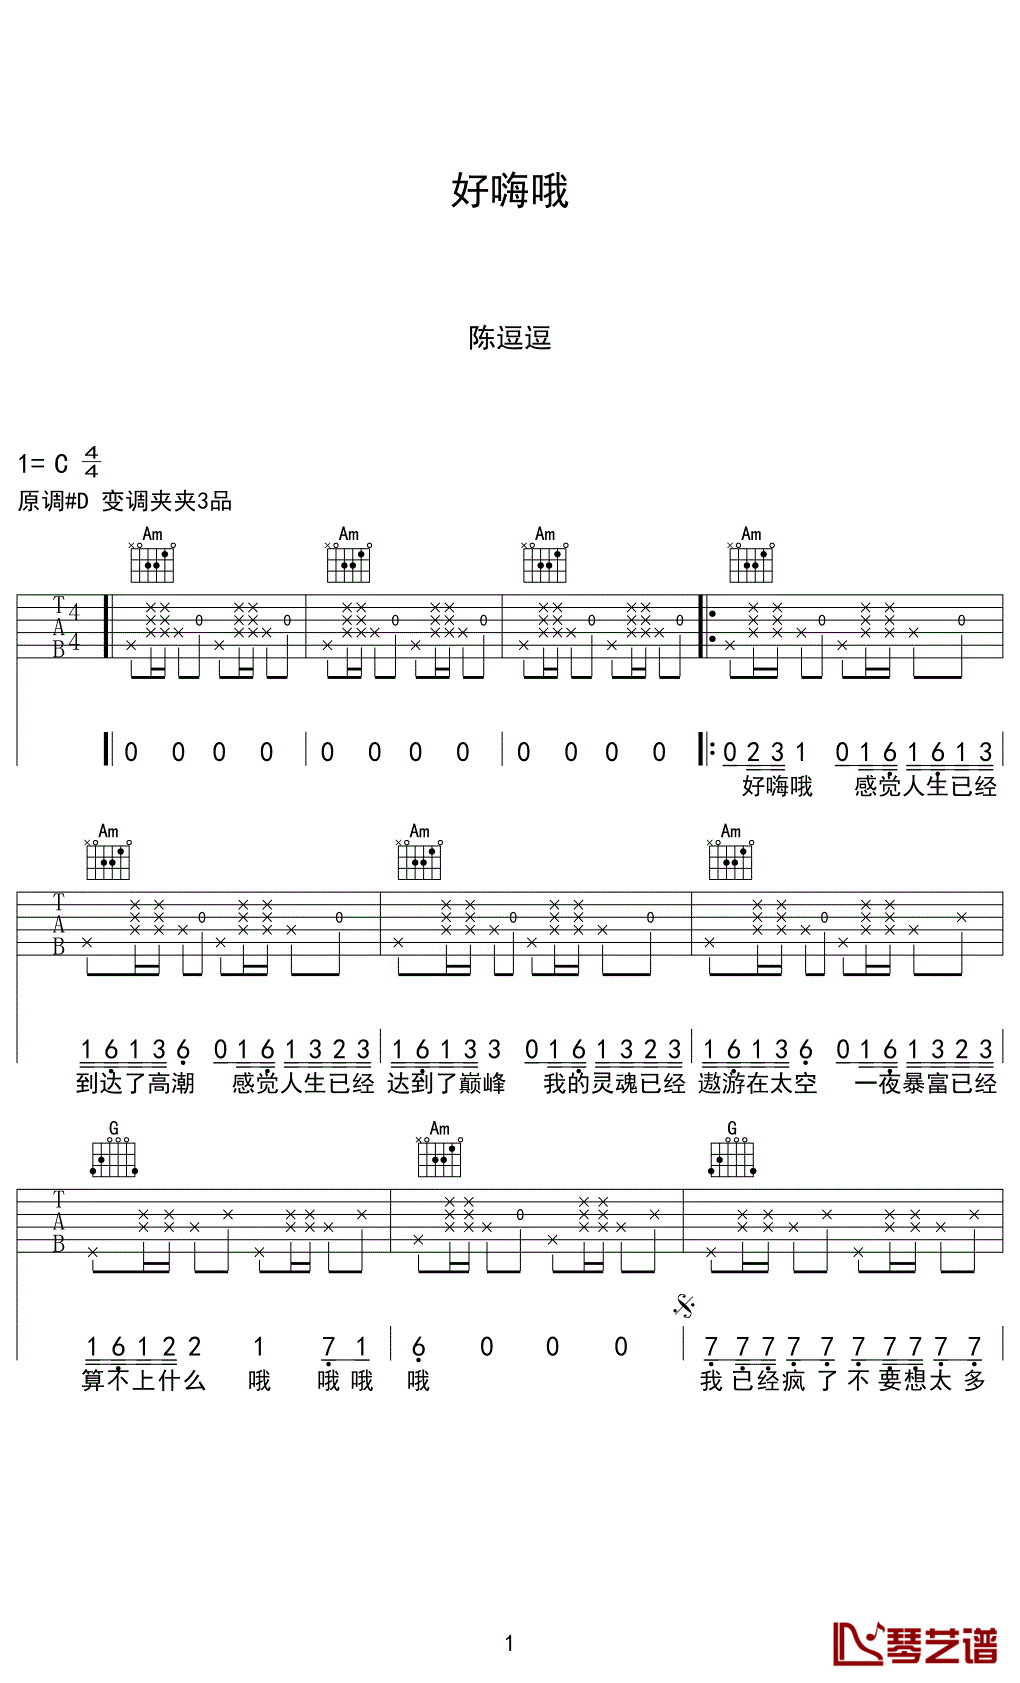 好嗨哦
陈逗逗
1= C 4/4
原调#D 变调夹夹3品
Am Am Am Am
T A B 4 4
0 0 0 0 0 0 0 0 0 0 0 0 0 2 3 1 0 1 6 1 6 1 3
好嗨哦 感觉人生已经
Am Am Am
T A B
1 6 1 3 6 0 1 6 1 3 2 3 1 6 1 3 3 0 1 6 1 3 2 3 1 6 1 3 6 0 1 6 1 3 2 3
到达了高潮 感觉人生已经 达到了巅峰 我的灵魂已经 遨游在太空 一夜暴富已经
G Am G
T A B
1 6 1 2 2 1 7 1 6 0 0 0 7 7 7 7 7 7 7 7 7 7
算不上什么 哦 哦哦 哦 我已经疯了不要想太多
1
琴艺谱